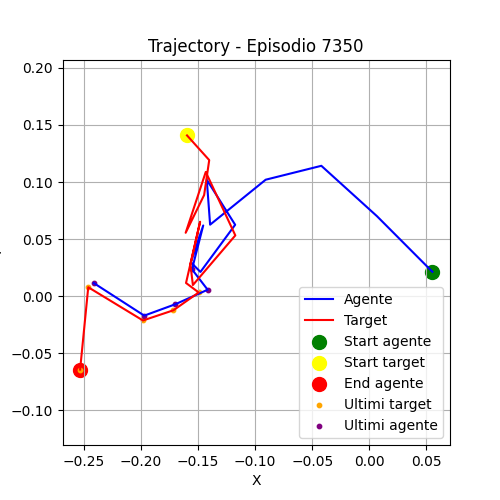 Trajectory - Episodio 7350
0.20
0.15
0.10
0.05
0.00
−0.05
−0.10
−0.25 −0.20 −0.15 −0.10 −0.05 0.00 0.05
X
Agente
Target
Start agente
Start target
End agente
Ultimi target
Ultimi agente